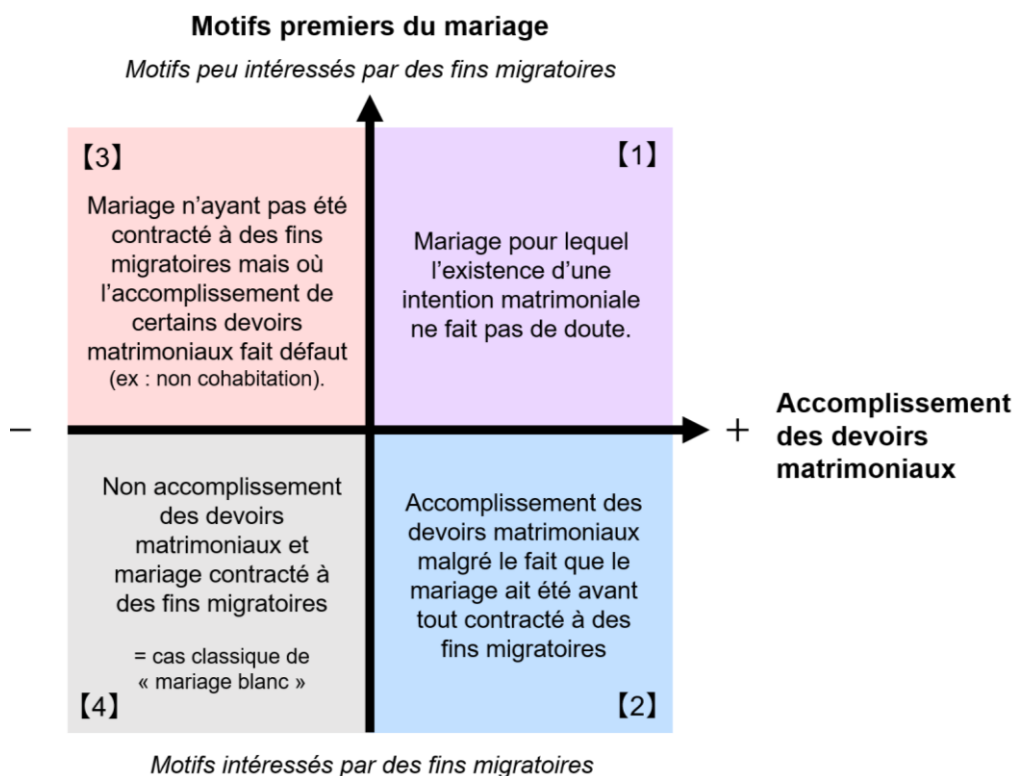 Motifs premiers du mariage
Motifs peu intéressés par des fins migratoires
【3】
Mariage n’ayant pas été
contracté à des fins
migratoires mais où
l’accomplissement de
certains devoirs
matrimoniaux fait défaut
(ex : non cohabitation).
【1】
Mariage pour lequel
l’existence d’une
intention matrimoniale
ne fait pas de doute.
–
+
Accomplissement
des devoirs
matrimoniaux
Non accomplissement
des devoirs
matrimoniaux et
mariage contracté à
des fins migratoires
= cas classique de
« mariage blanc »
【4】
Accomplissement des
devoirs matrimoniaux
malgré le fait que le
mariage ait été avant
tout contracté à des
fins migratoires
【2】
Motifs intéressés par des fins migratoires